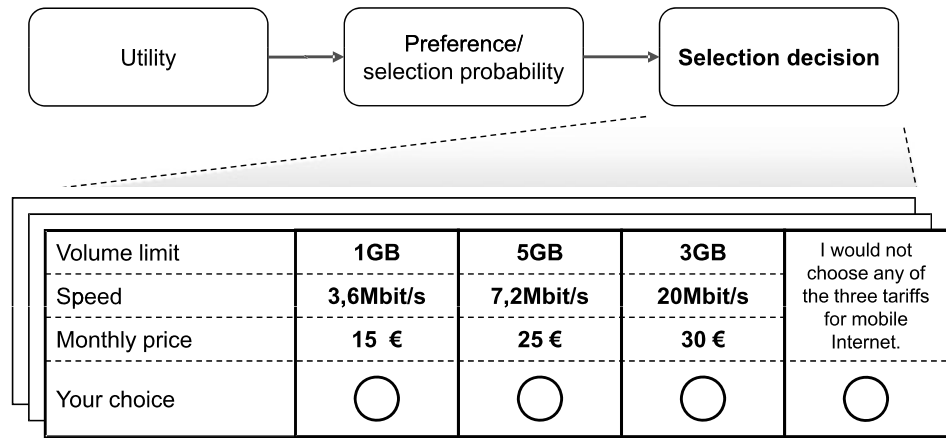 Utility
Preference/
selection probability
Selection decision
Volume limit 1GB 5GB 3GB
Speed 3,6Mbit/s 7,2Mbit/s 20Mbit/s
Monthly price 15 € 25 € 30 €
I would not
choose any of
the three tariffs
for mobile
Internet.
Your choice